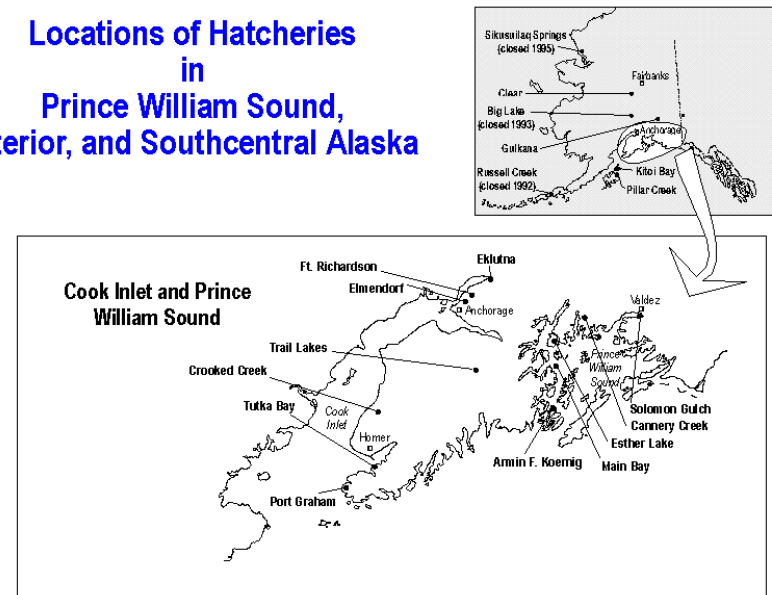 Locations of Hatcheries
in
Prince William Sound,
terior, and Southcentral Alaska
Sikusuilaq Springs
(closed 1995)
Fairbanks
Clear
Big Lake
(closed 1993)
Anchorage
Gulkana
Russell Creek
(closed 1992)
Kitoi Bay
Pillar Creek
Cook Inlet and Prince
William Sound
Ft. Richardson
Eklutna
Elmendorf
Anchorage
Valdez
Trail Lakes
Prince
William
Sound
Crooked Creek
Tutka Bay
Cook
Inlet
Homer
Solomon Gulch
Cannery Creek
Esther Lake
Armin F. Koernig
Main Bay
Port Graham